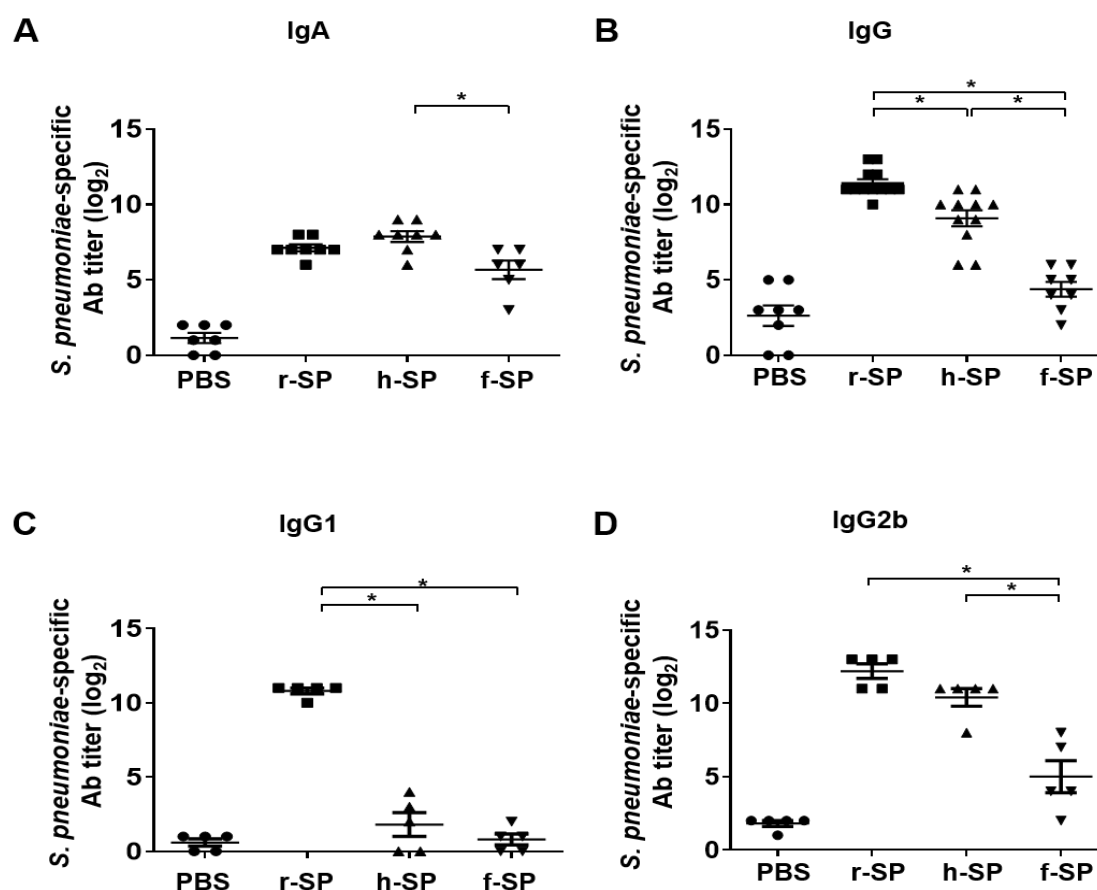 A
IgA
S. pneumoniae-specific
Ab titer (log2)
15
10
5
0
*
PBS r-SP h-SP f-SP
B
IgG
S. pneumoniae-specific
Ab titer (log2)
15
10
5
0
*
* *
PBS r-SP h-SP f-SP
C
IgG1
S. pneumoniae-specific
Ab titer (log2)
15
10
5
0
*
*
PBS r-SP h-SP f-SP
D
IgG2b
S. pneumoniae-specific
Ab titer (log2)
15
10
5
0
*
*
PBS r-SP h-SP f-SP